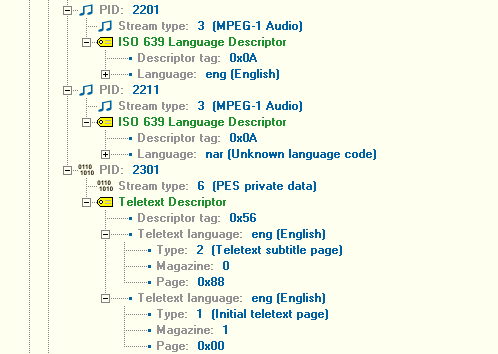 PID: 2201
Stream type: 3 (MPEG-1 Audio)
ISO 639 Language Descriptor
Descriptor tag: 0x0A
Language: eng (English)
PID: 2211
Stream type: 3 (MPEG-1 Audio)
ISO 639 Language Descriptor
Descriptor tag: 0x0A
Language: nar (Unknown language code)
0110 1010 PID: 2301
0110 1010 Stream type: 6 (PES private data)
Teletext Descriptor
Descriptor tag: 0x56
Teletext language: eng (English)
Type: 2 (Teletext subtitle page)
Magazine: 0
Page: 0x88
Teletext language: eng (English)
Type: 1 (Initial teletext page)
Magazine: 1
Page: 0x00